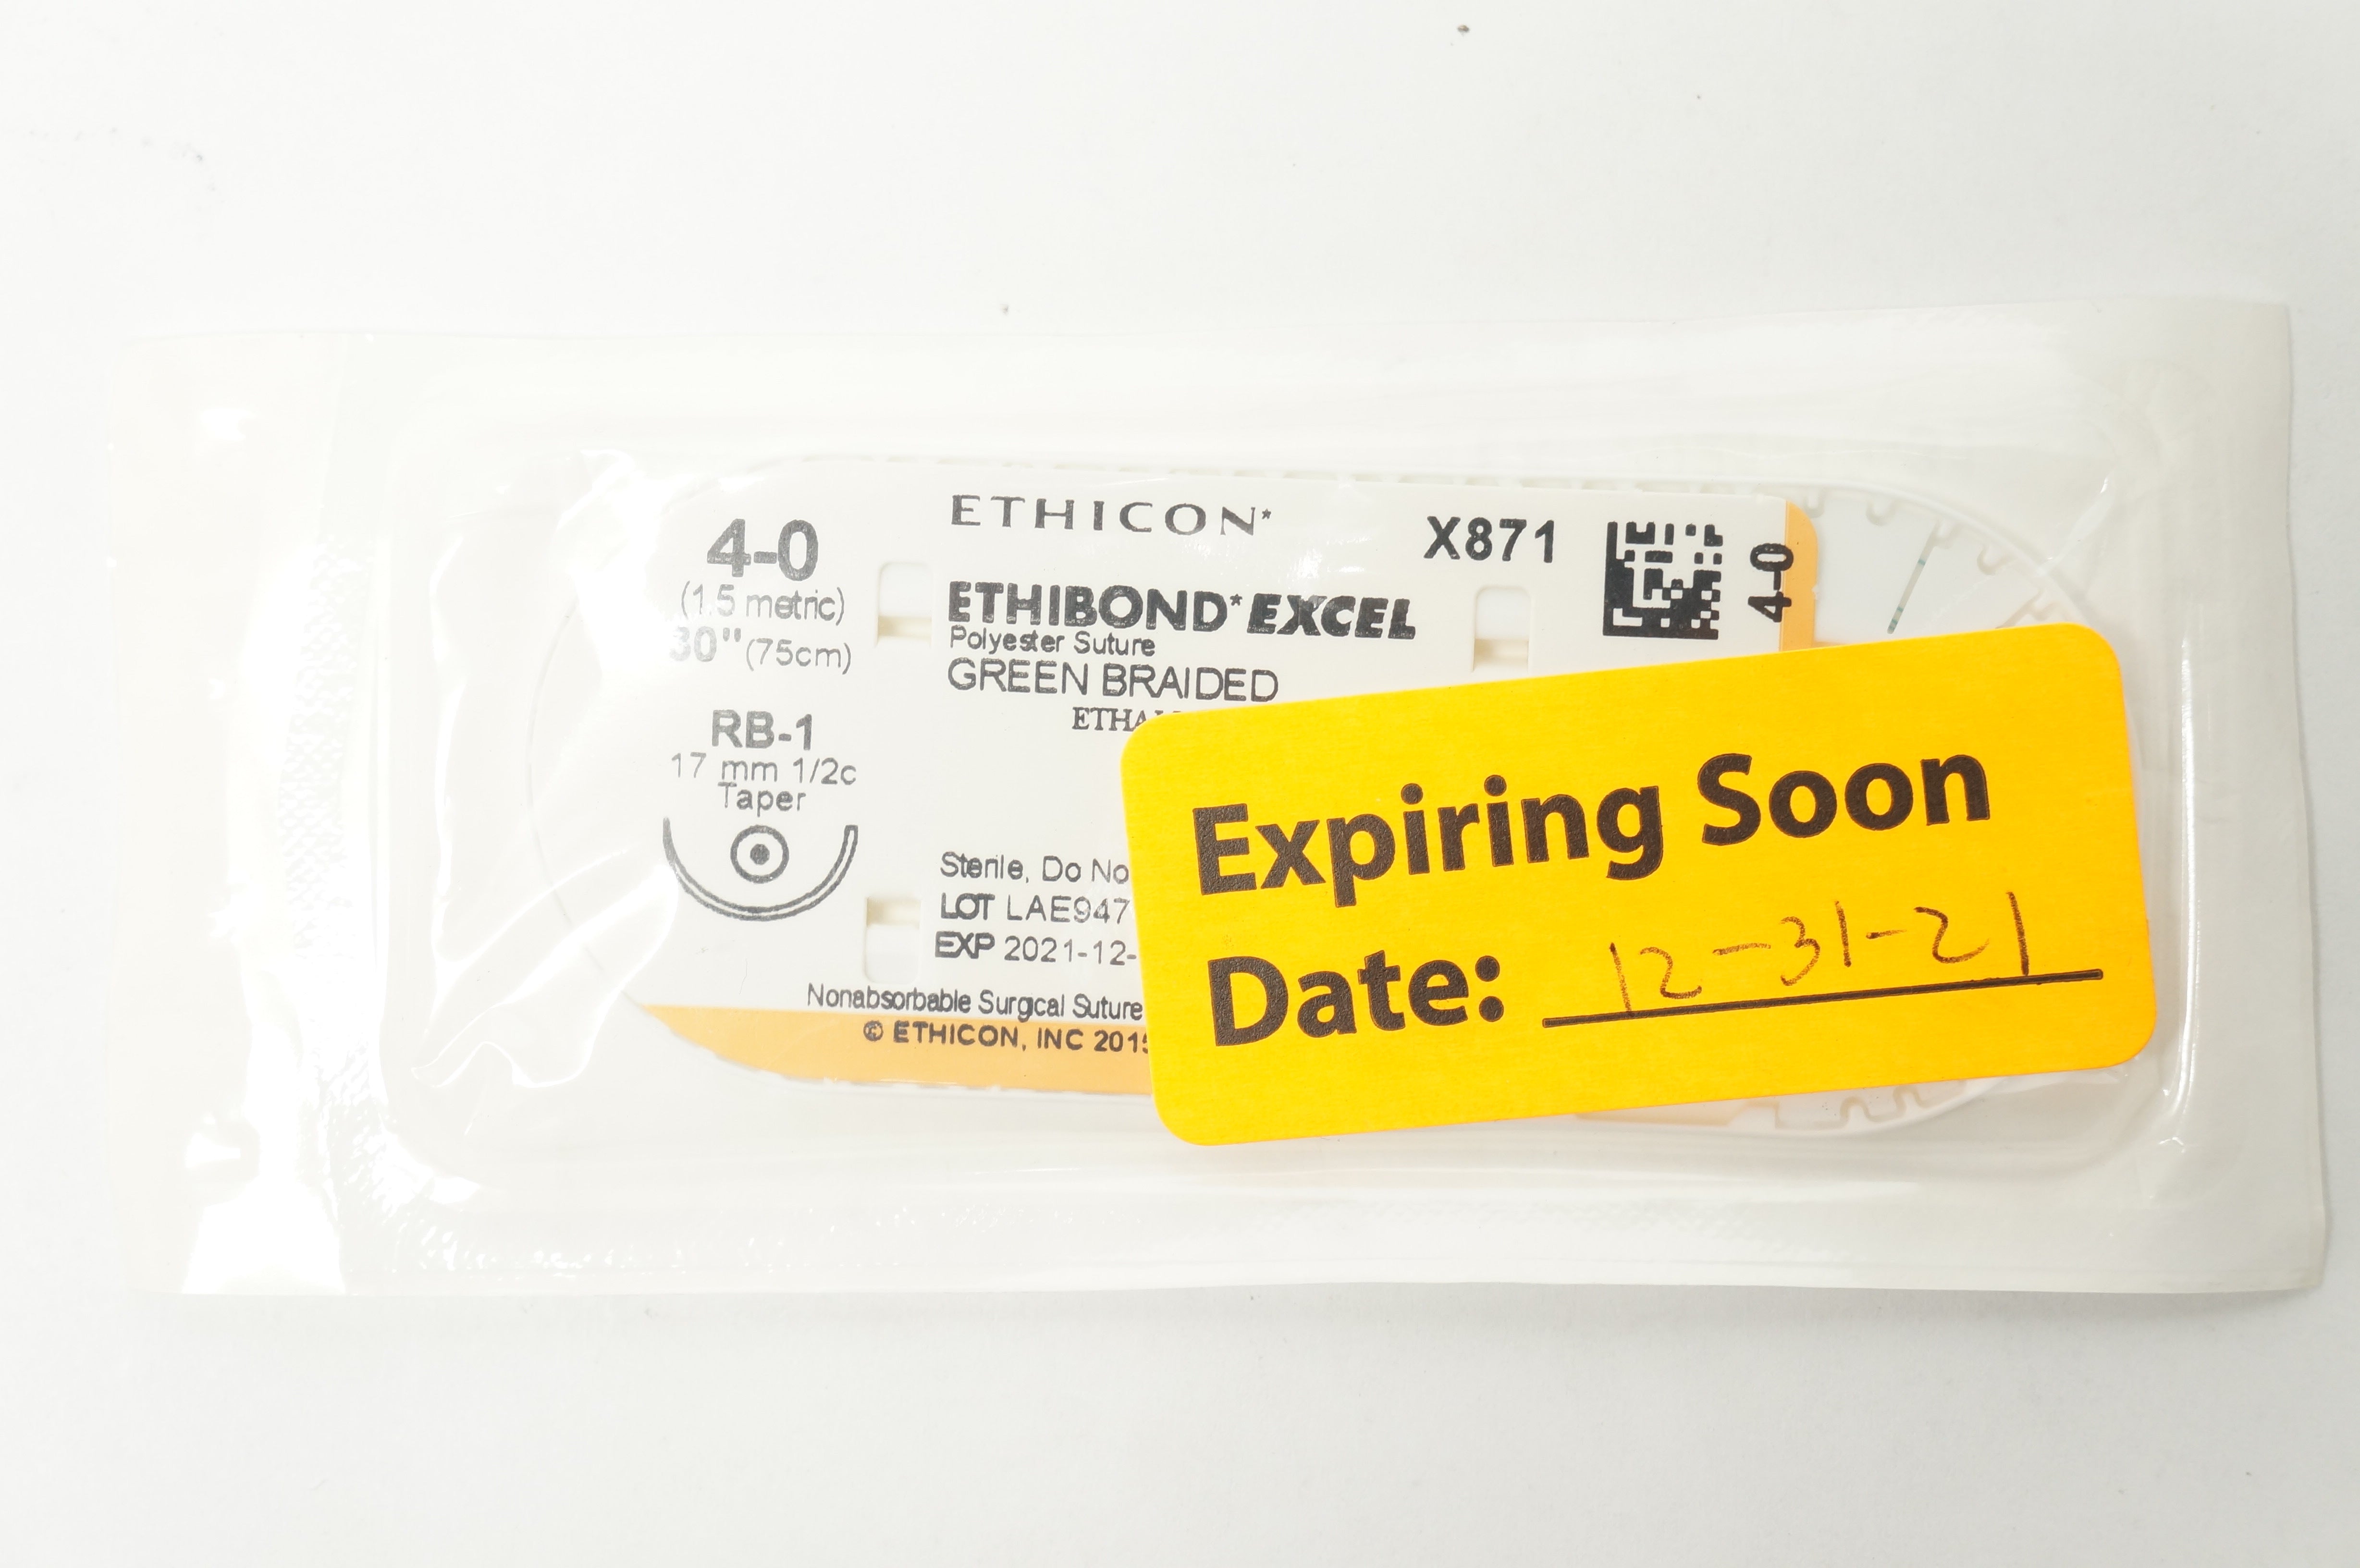 4-0
(1.5 metric)
30" (75cm)
RB-1
17 mm 1/2c
Taper
ETHICON*
X871
4-0
ETHIBOND* EXCEL
Polyester Suture
GREEN BRAIDED
Sterile, Do No
LOT LAE947
EXP 2021-12-
Nonabsorbable Surgical Suture
© ETHICON, INC 201
Expiring Soon
Date: 12-31-21